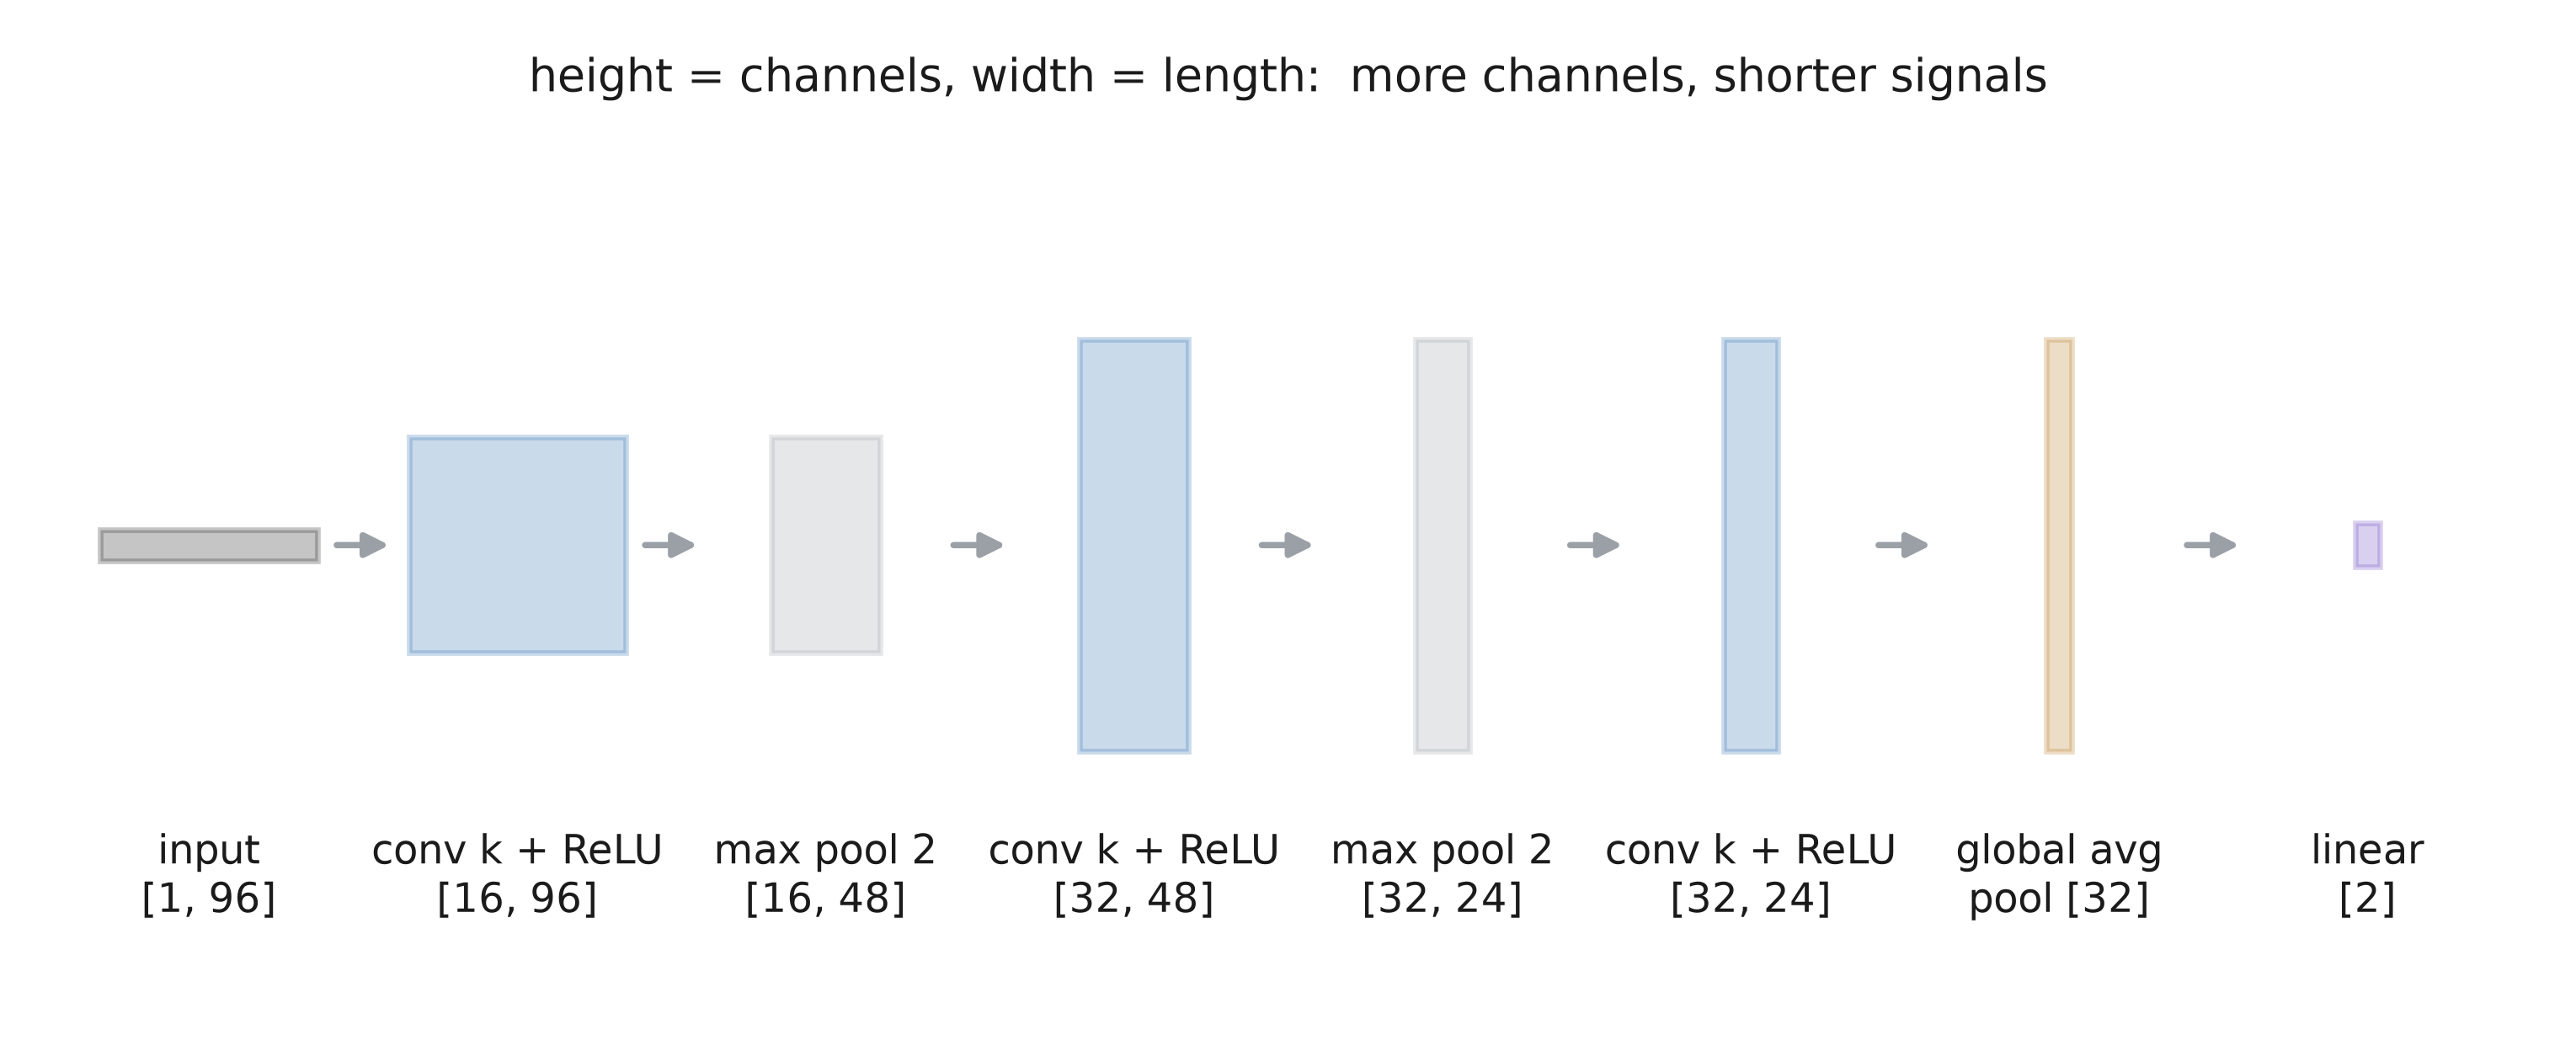 height = channels, width = length:  more channels, shorter signals
input
[1, 96]
conv k + ReLU
[16, 96]
max pool 2
[16, 48]
conv k + ReLU
[32, 48]
max pool 2
[32, 24]
conv k + ReLU
[32, 24]
global avg
pool [32]
linear
[2]